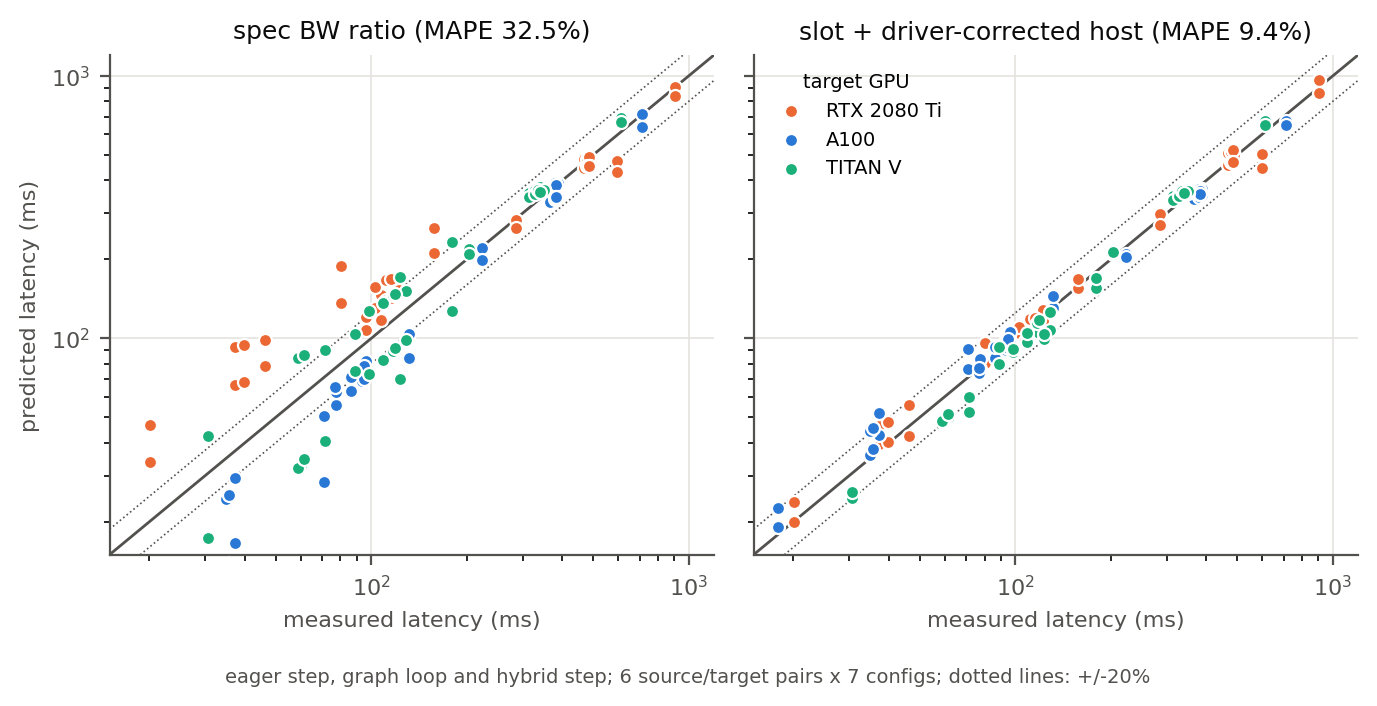 spec BW ratio (MAPE 32.5%)
slot + driver-corrected host (MAPE 9.4%)
predicted latency (ms)
10³
10²
target GPU
RTX 2080 Ti
A100
TITAN V
10²
10³
10²
10³
measured latency (ms)
measured latency (ms)
eager step, graph loop and hybrid step; 6 source/target pairs x 7 configs; dotted lines: +/-20%